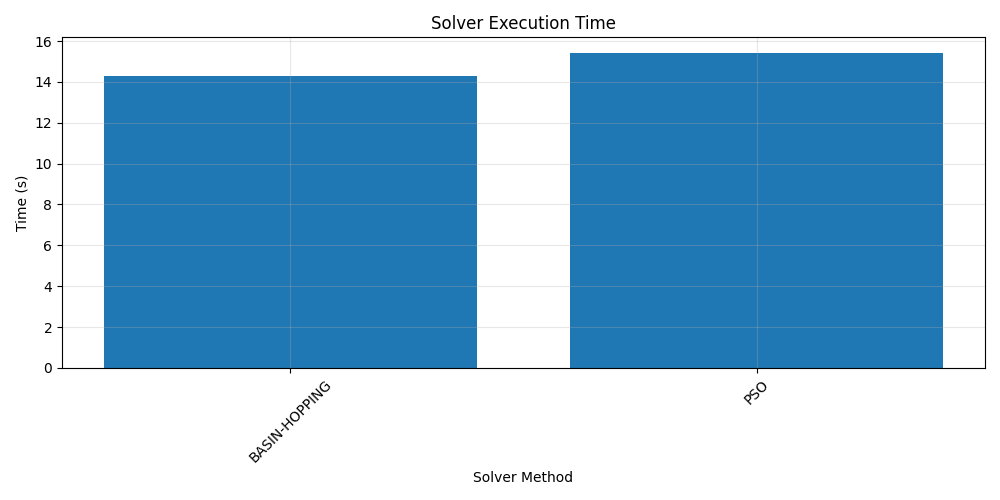 Solver Execution Time
Time (s)
16
14
12
10
8
6
4
2
0
BASIN-HOPPING
PSO
Solver Method